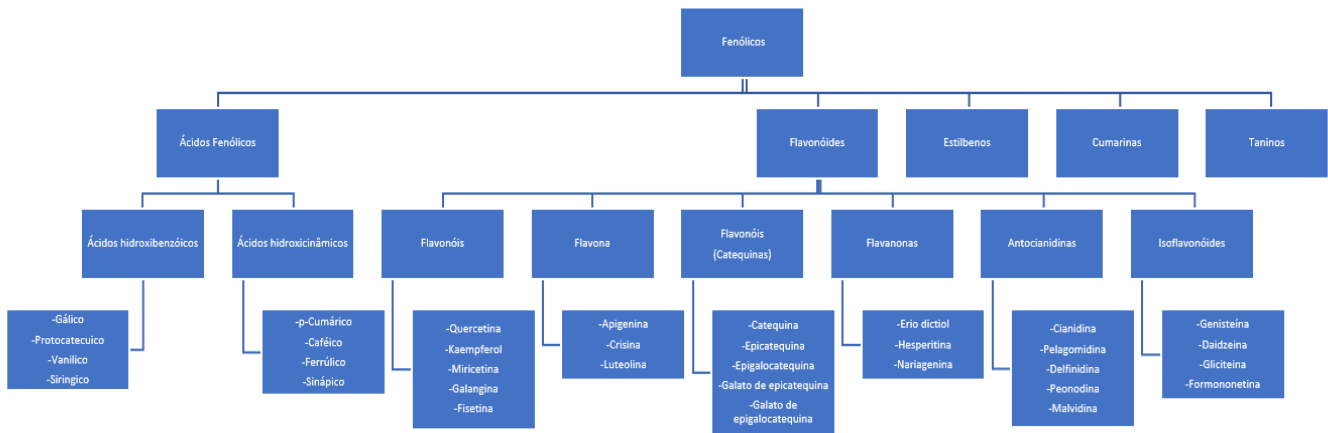 Fenólicos
Ácidos Fenólicos
Flavonóides
Estilbenos
Cumarinas
Taninos
Ácidos hidroxibenzóicos
Ácidos hidroxicinâmicos
Flavonóis
Flavona
Flavonóis
(Catequinas)
Flavanonas
Antocianidinas
Isoflavonóides
-Gálico
-Protocatecuico
-Vanilico
-Siringico
-p-Cumárico
-Caféico
-Ferrúlico
-Sinápico
-Quercetina
-Kaempferol
-Miricetina
-Galangina
-Fisetina
-Apigenina
-Crisina
-Luteolina
-Catequina
-Epicatequina
-Epigalocatequina
-Galato de epicatequina
-Galato de
epigalocatequina
-Erio dictiol
-Hesperitina
-Nariagenina
-Cianidina
-Pelagomidina
-Delfinidina
-Peonodina
-Malvidina
-Genisteína
-Daidzeina
-Gliciteina
-Formononetina